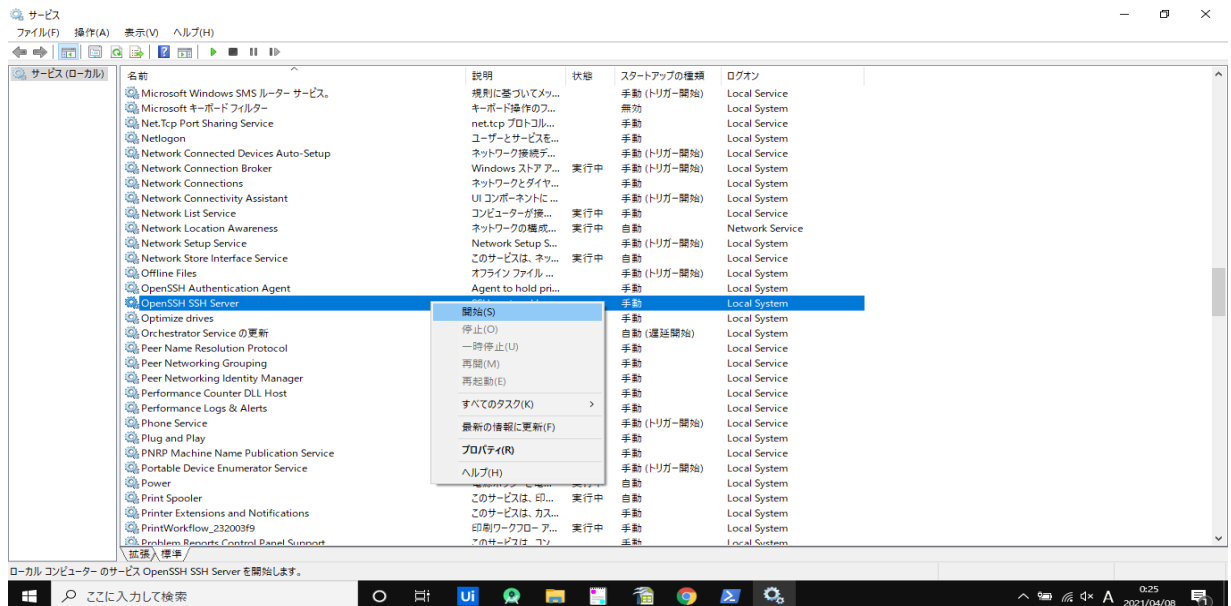 サービス
ファイル(F) 操作(A) 表示(V) ヘルプ(H)
サービス (ローカル)
名前 説明 状態 スタートアップの種類 ログオン
Microsoft Windows SMS ルーター サービス。 規則に基づいてメッ... 手動 (トリガー開始) Local Service
Microsoft キーボード フィルター キーボード操作のフ... 無効 Local System
Net.Tcp Port Sharing Service net.tcp プロトコル... 手動 Local Service
Netlogon ユーザーとサービスを... 手動 Local System
Network Connected Devices Auto-Setup ネットワーク接続デ... 手動 (トリガー開始) Local Service
Network Connection Broker Windows ストア ア... 実行中 手動 (トリガー開始) Local System
Network Connections ネットワークとダイヤ... 手動 Local System
Network Connectivity Assistant UI コンポーネントに ... 手動 (トリガー開始) Local System
Network List Service コンピューターが接... 実行中 手動 Local Service
Network Location Awareness ネットワークの構成... 実行中 自動 Network Service
Network Setup Service Network Setup S... 手動 (トリガー開始) Local System
Network Store Interface Service このサービスは、ネッ... 実行中 自動 Local Service
Offline Files オフライン ファイル ... 手動 (トリガー開始) Local System
OpenSSH Authentication Agent Agent to hold pri... 手動 Local System
OpenSSH SSH Server 手動 Local System
Optimize drives 手動 Local System
Orchestrator Service の更新 自動 (遅延開始) Local System
Peer Name Resolution Protocol 手動 Local Service
Peer Networking Grouping 手動 Local Service
Peer Networking Identity Manager 手動 Local Service
Performance Counter DLL Host 手動 Local Service
Performance Logs & Alerts 手動 Local Service
Phone Service 手動 (トリガー開始) Local Service
Plug and Play 手動 Local System
PNRP Machine Name Publication Service 手動 Local Service
Portable Device Enumerator Service 手動 (トリガー開始) Local System
Power 自動 Local System
Print Spooler このサービスは、印... 実行中 自動 Local System
Printer Extensions and Notifications このサービスは、カス... 手動 Local System
PrintWorkflow_232003f9 印刷ワークフロー ア... 実行中 手動 Local System
Problem Reports Control Panel Support このサービスは、コン... 手動 Local System
開始(S)
停止(O)
一時停止(U)
再開(M)
再起動(E)
すべてのタスク(K)
最新の情報に更新(F)
プロパティ(R)
ヘルプ(H)
拡張 標準
ローカル コンピューター のサービス OpenSSH SSH Server を開始します。
ここに入力して検索
Ui
A
0:25
2021/04/08